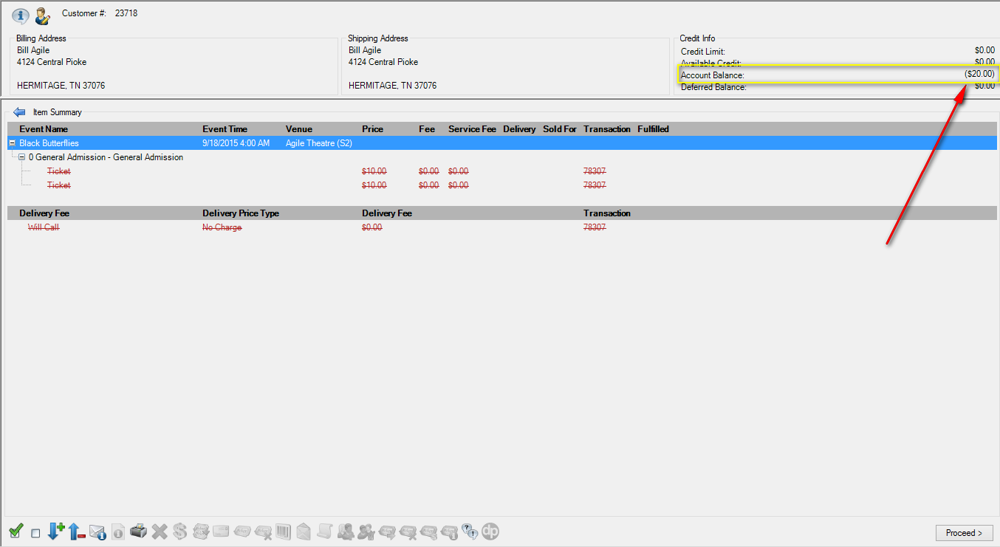 Customer #: 23718
Billing Address
Bill Agile
4124 Central Pioke
HERMITAGE, TN 37076
Shipping Address
Bill Agile
4124 Central Pioke
HERMITAGE, TN 37076
Credit Info
Credit Limit: $0.00
Available Credit: $0.00
Account Balance: ($20.00)
Deferred Balance: $0.00
Item Summary
Event Name Event Time Venue Price Fee Service Fee Delivery Sold For Transaction Fulfilled
Black Butterflies 9/18/2015 4:00 AM Agile Theatre (S2)
0 General Admission - General Admission
Ticket $10.00 $0.00 $0.00 78307
Ticket $10.00 $0.00 $0.00 78307
Delivery Fee Delivery Price Type Delivery Fee Transaction
Will Call No Charge $0.00 78307
dp
Proceed >